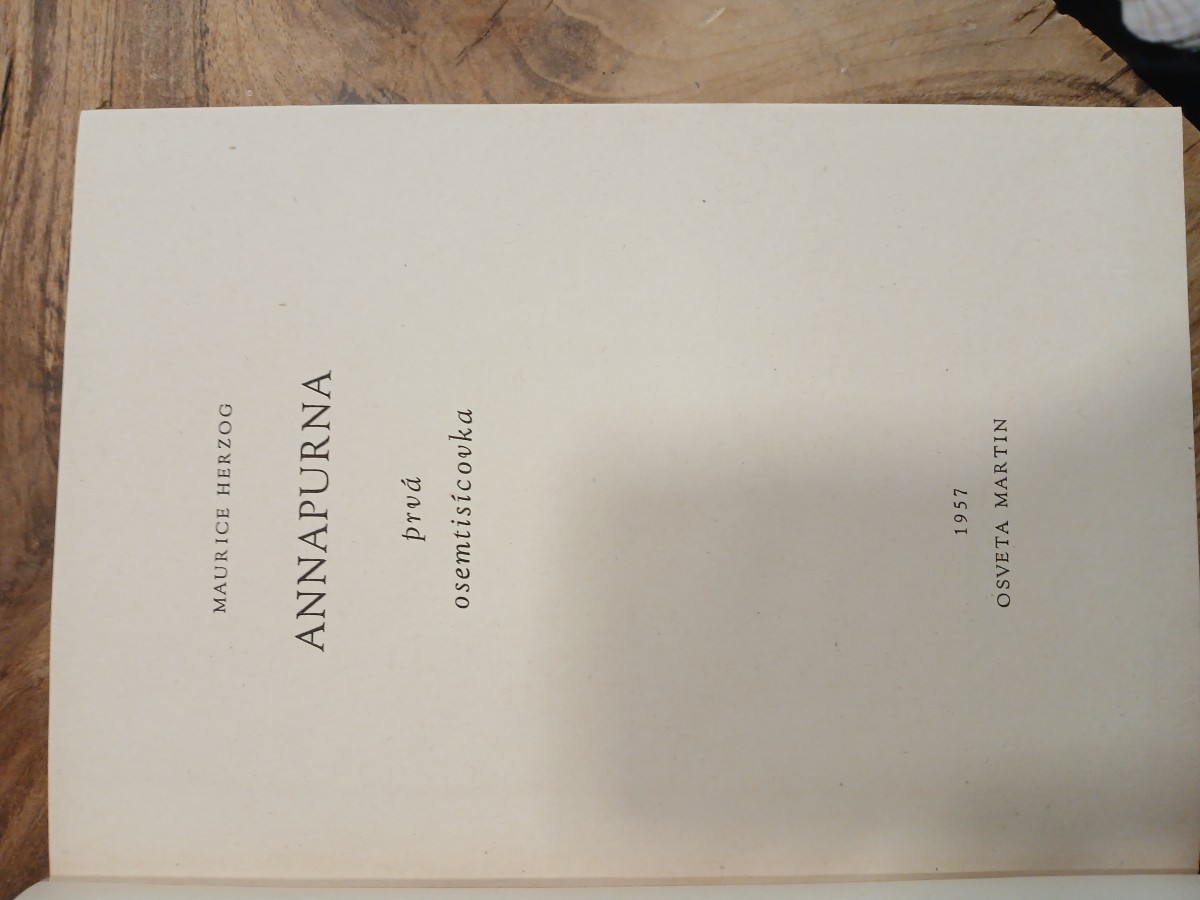 MAURICE HERZOG
ANNAPURNA
prvá
osemtisícovka
1957
OSVETA MARTIN